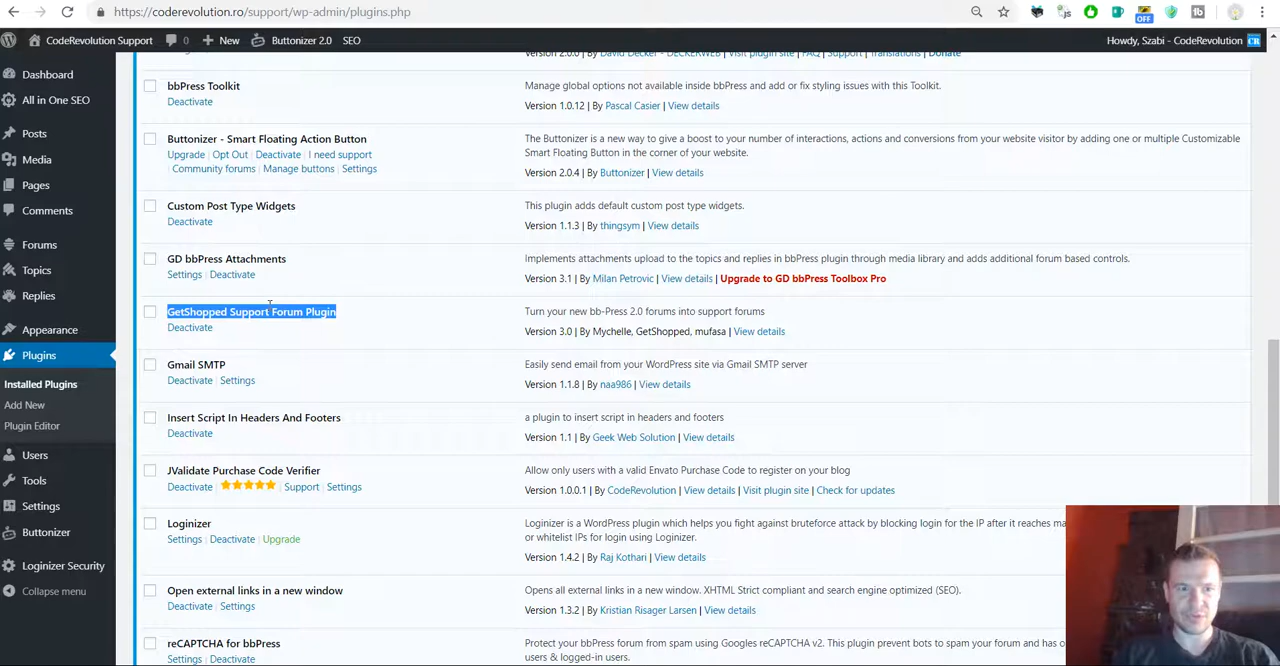 https://coderevolution.ro/support/wp-admin/plugins.php
OFF
CodeRevolution Support 0 New Buttonizer 2.0 SEO
Howdy, Szabi - CodeRevolution CR
Dashboard
All in One SEO
Posts
Media
Pages
Comments
Forums
Topics
Replies
Appearance
Plugins
Installed Plugins
Add New
Plugin Editor
Users
Tools
Settings
Buttonizer
Loginizer Security
Collapse menu
Version 2.0.0 | By David Decker - DECKERWEB | Visit plugin site | FAQ | Support | Translations | Donate
bbPress Toolkit
Deactivate
Manage global options not available inside bbPress and add or fix styling issues with this Toolkit.
Version 1.0.12 | By Pascal Casier | View details
Buttonizer - Smart Floating Action Button
Upgrade | Opt Out | Deactivate | I need support
| Community forums | Manage buttons | Settings
The Buttonizer is a new way to give a boost to your number of interactions, actions and conversions from your website visitor by adding one or multiple Customizable
Smart Floating Button in the corner of your website.
Version 2.0.4 | By Buttonizer | View details
Custom Post Type Widgets
Deactivate
This plugin adds default custom post type widgets.
Version 1.1.3 | By thingsym | View details
GD bbPress Attachments
Settings | Deactivate
Implements attachments upload to the topics and replies in bbPress plugin through media library and adds additional forum based controls.
Version 3.1 | By Milan Petrovic | View details | Upgrade to GD bbPress Toolbox Pro
GetShopped Support Forum Plugin
Deactivate
Turn your new bb-Press 2.0 forums into support forums
Version 3.0 | By Mychelle, GetShopped, mufasa | View details
Gmail SMTP
Deactivate | Settings
Easily send email from your WordPress site via Gmail SMTP server
Version 1.1.8 | By naa986 | View details
Insert Script In Headers And Footers
Deactivate
a plugin to insert script in headers and footers
Version 1.1 | By Geek Web Solution | View details
JValidate Purchase Code Verifier
Deactivate | | Support | Settings
Allow only users with a valid Envato Purchase Code to register on your blog
Version 1.0.0.1 | By CodeRevolution | View details | Visit plugin site | Check for updates
Loginizer
Settings | Deactivate | Upgrade
Loginizer is a WordPress plugin which helps you fight against bruteforce attack by blocking login for the IP after it reaches ma
or whitelist IPs for login using Loginizer.
Version 1.4.2 | By Raj Kothari | View details
Open external links in a new window
Deactivate | Settings
Opens all external links in a new window. XHTML Strict compliant and search engine optimized (SEO).
Version 1.3.2 | By Kristian Risager Larsen | View details
reCAPTCHA for bbPress
Settings | Deactivate
Protect your bbPress forum from spam using Googles reCAPTCHA v2. This plugin prevent bots to spam your forum and has o
users & logged-in users.